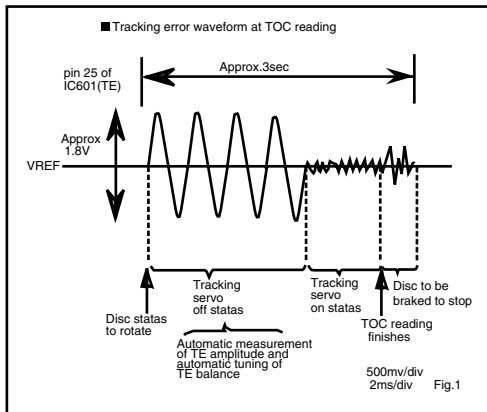 ■ Tracking error waveform at TOC reading
pin 25 of
IC601(TE)
Approx.3sec
Approx
1.8V
VREF
Disc statas
to rotate
Tracking
servo
off statas
Tracking
servo
on statas
Disc to be
braked to stop
TOC reading
finishes
Automatic measurement
of TE amplitude and
automatic tuning of
TE balance
500mv/div
2ms/div
Fig.1